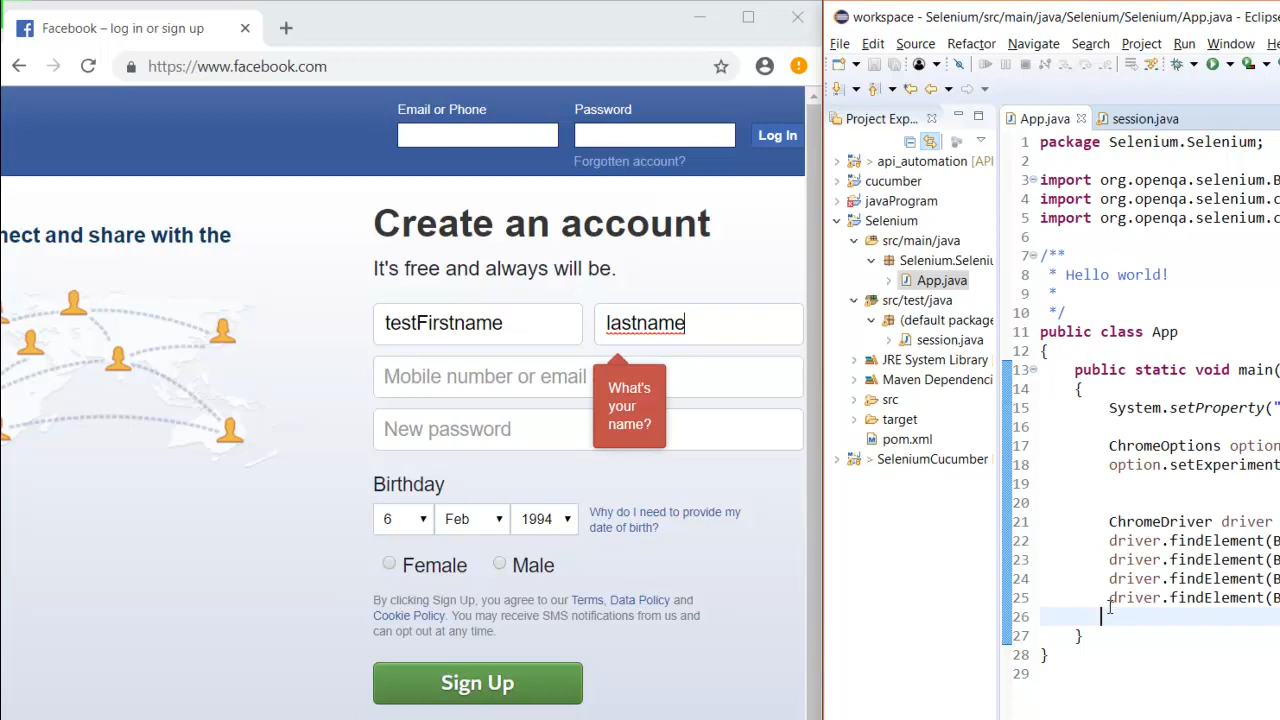 Facebook – log in or sign up
https://www.facebook.com
Email or Phone
Password
Log In
Forgotten account?
nect and share with the
Create an account
It's free and always will be.
testFirstname
lastname
Mobile number or email
What's
your
name?
New password
Birthday
6
Feb
1994
Why do I need to provide my
date of birth?
Female
Male
By clicking Sign Up, you agree to our Terms, Data Policy and
Cookie Policy. You may receive SMS notifications from us and
can opt out at any time.
Sign Up
workspace - Selenium/src/main/java/Selenium/Selenium/App.java - Eclips
File Edit Source Refactor Navigate Search Project Run Window He
Project Exp...
api_automation [API
cucumber
javaProgram
Selenium
src/main/java
Selenium.Seleniu
App.java
src/test/java
(default package
session.java
JRE System Library
Maven Dependenci
src
target
pom.xml
SeleniumCucumber
App.java
session.java
1 package Selenium.Selenium;
2
3 import org.openqa.selenium.B
4 import org.openqa.selenium.c
5 import org.openqa.selenium.c
6
7 /**
8 * Hello world!
9 *
10 */
11 public class App
12 {
13 public static void main(
14 {
15 System.setProperty("
16
17 ChromeOptions option
18 option.setExperiment
19
20
21 ChromeDriver driver
22 driver.findElement(B
23 driver.findElement(B
24 driver.findElement(B
25 driver.findElement(B
26
27 }
28 }
29